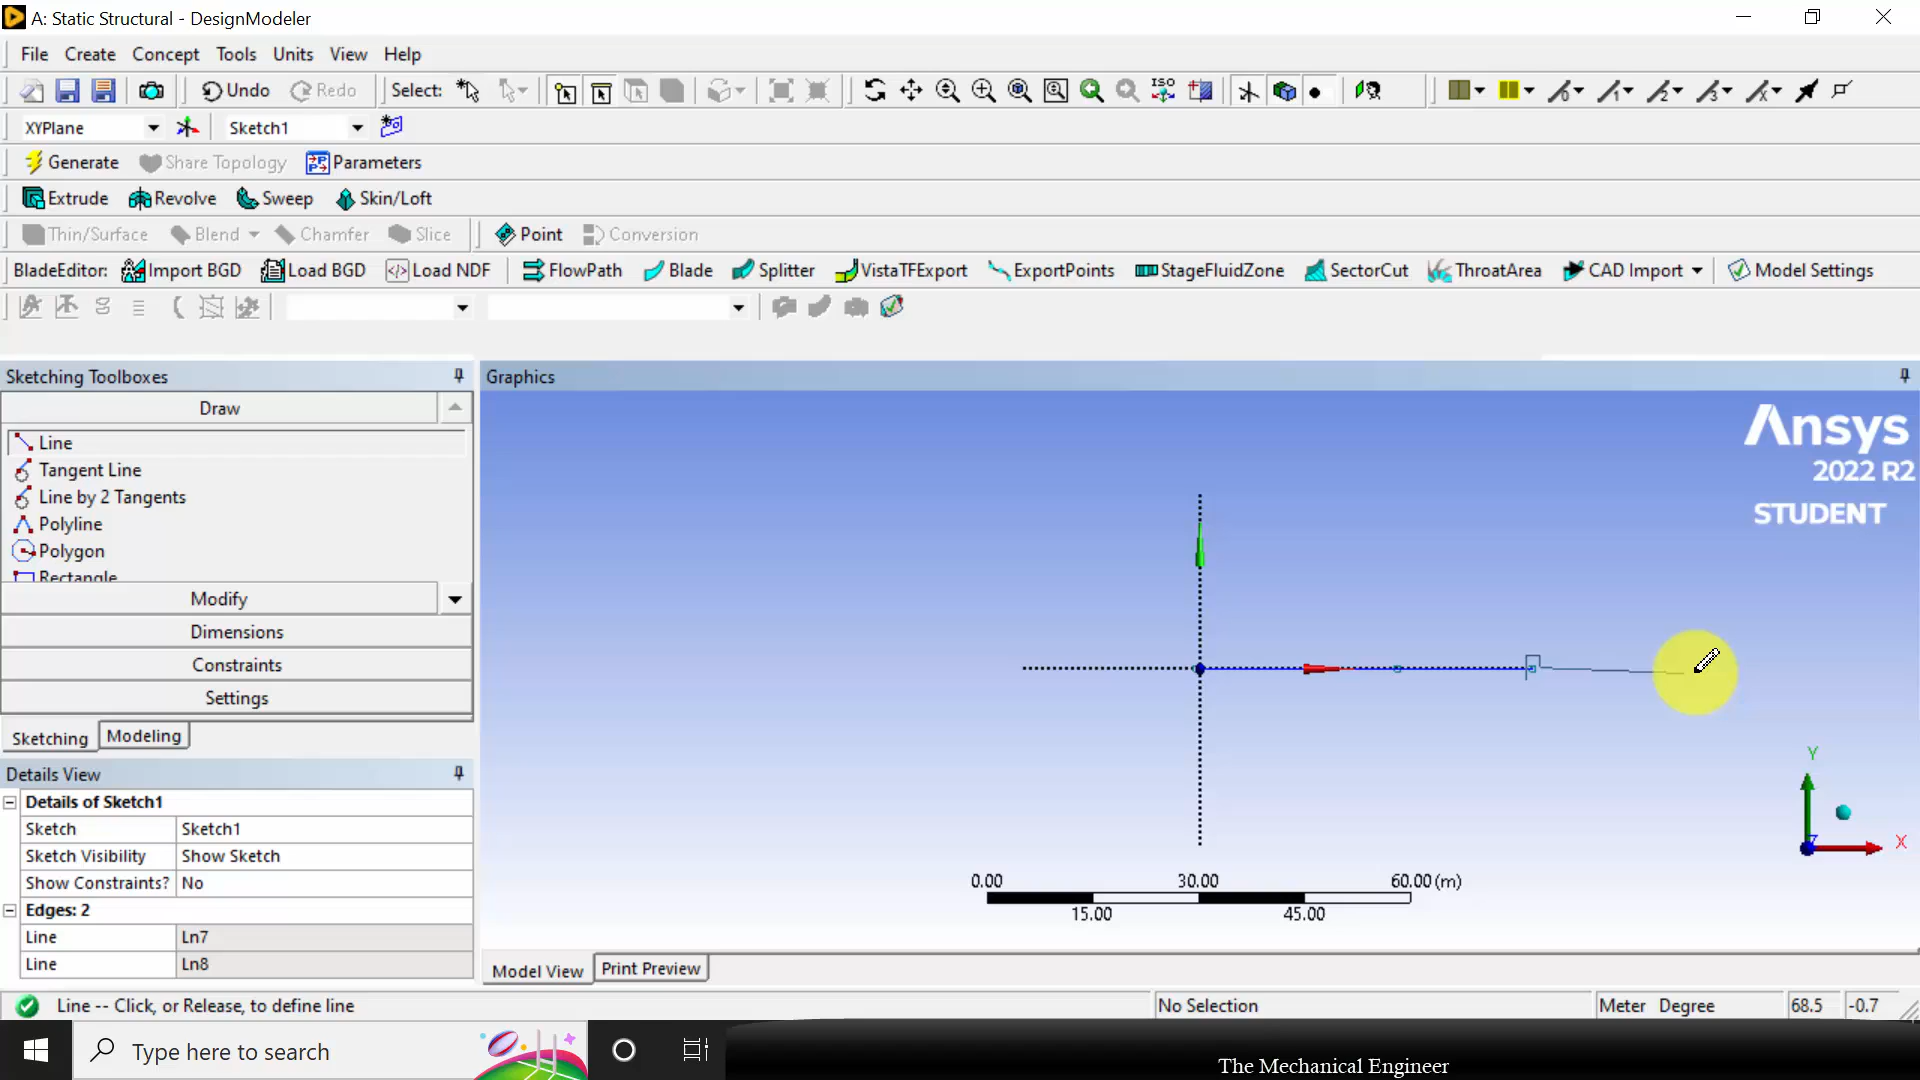 A: Static Structural - DesignModeler
File Create Concept Tools Units View Help
Undo Redo Select: ISO
XYPlane Sketch1
Generate Share Topology Parameters
Extrude Revolve Sweep Skin/Loft
Thin/Surface Blend Chamfer Slice Point Conversion
BladeEditor: Import BGD Load BGD Load NDF FlowPath Blade Splitter VistaTFExport ExportPoints StageFluidZone SectorCut ThroatArea CAD Import Model Settings
Sketching Toolboxes
Draw
Line
Tangent Line
Line by 2 Tangents
Polyline
Polygon
Rectangle
Modify
Dimensions
Constraints
Settings
Sketching Modeling
Details View
Details of Sketch1
Sketch Sketch1
Sketch Visibility Show Sketch
Show Constraints? No
Edges: 2
Line Ln7
Line Ln8
Graphics
Ansys
2022 R2
STUDENT
Y
Z
X
0.00 30.00 60.00 (m)
15.00 45.00
Model View Print Preview
Line -- Click, or Release, to define line No Selection Meter Degree 68.5 -0.7
Type here to search
The Mechanical Engineer